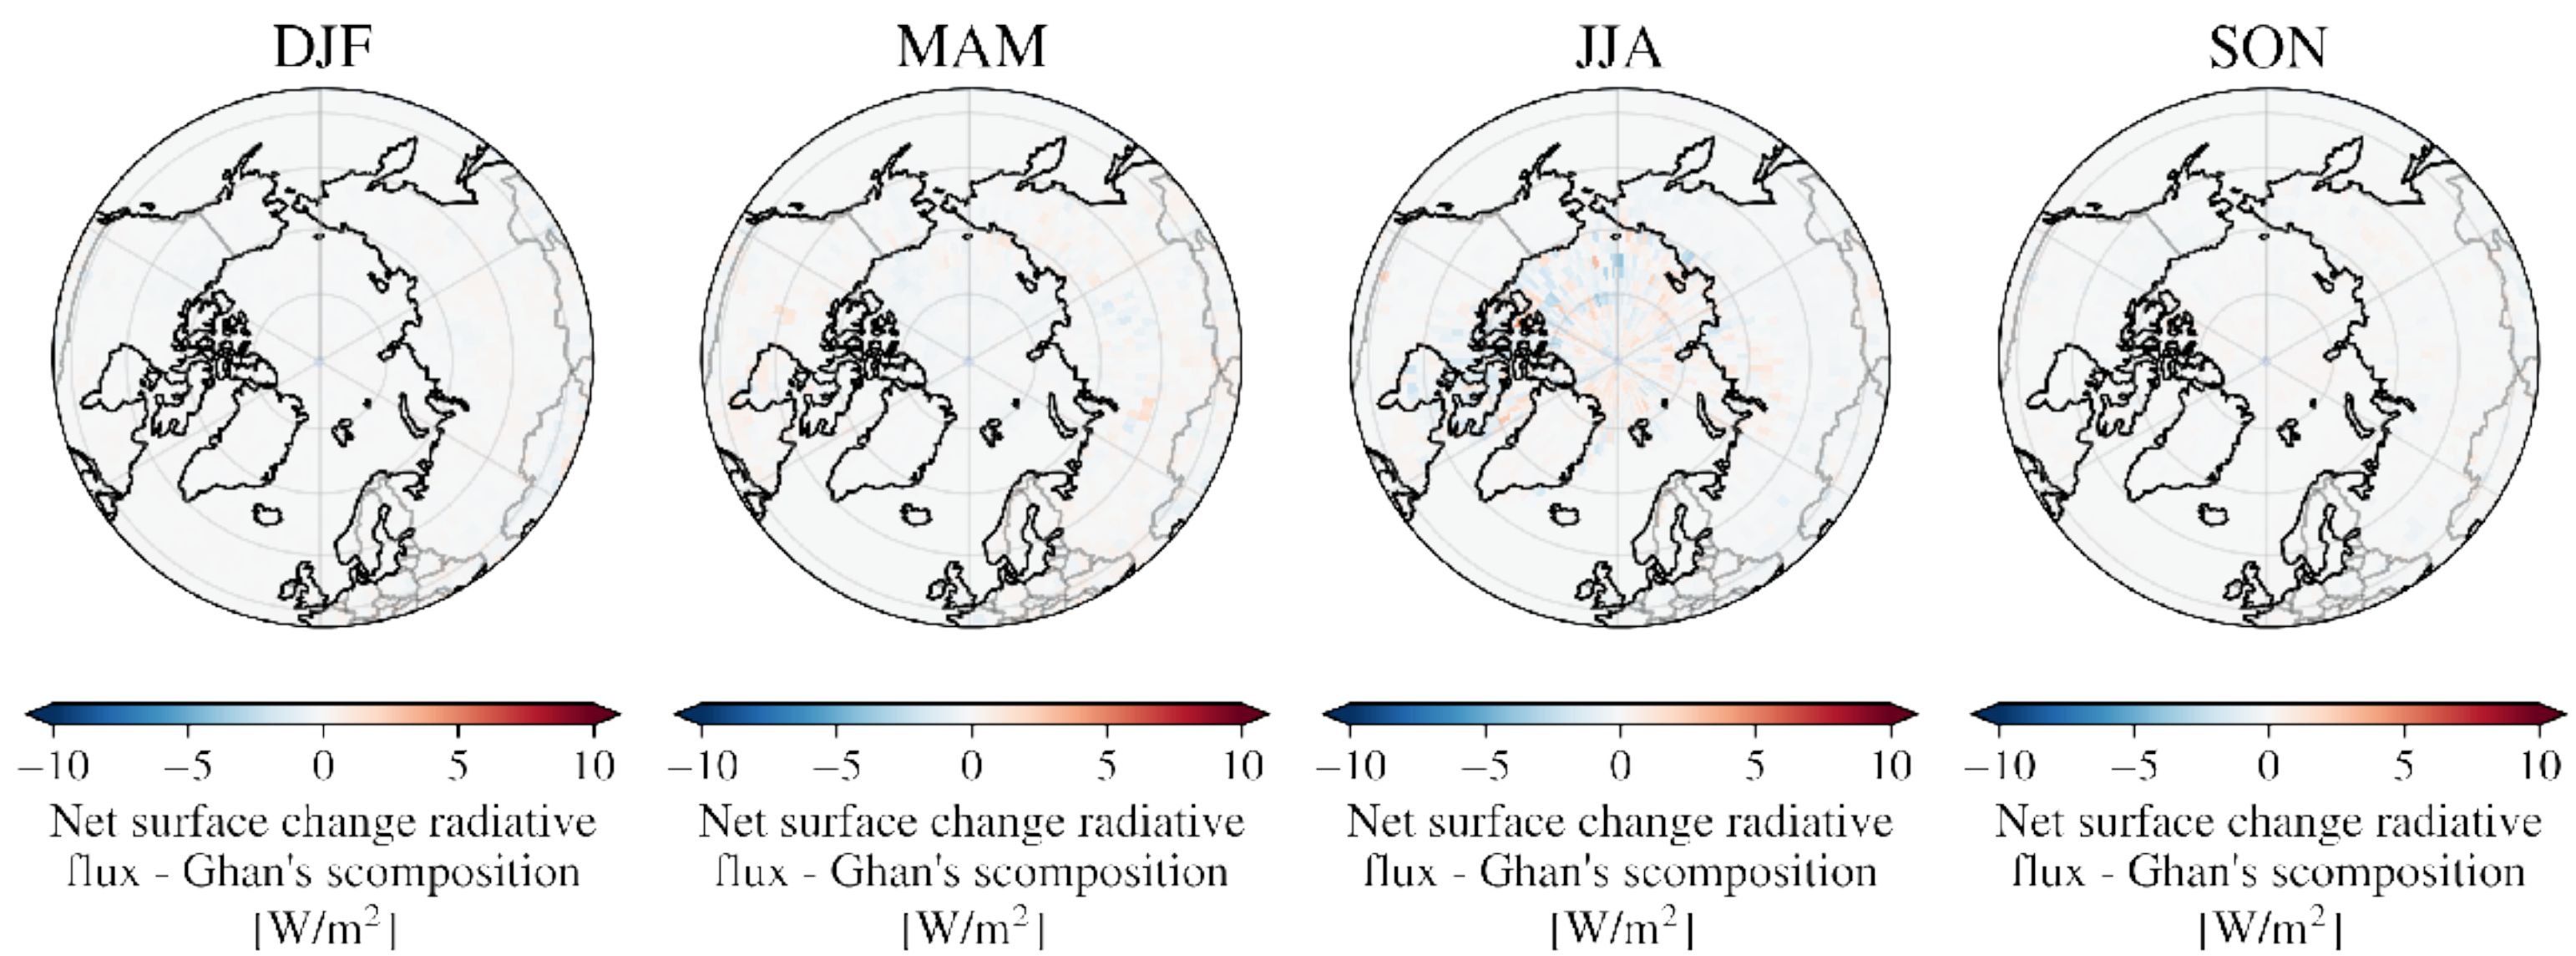 DJF MAM JJA SON
−10 −5 0 5 10 −10 −5 0 5 10 −10 −5 0 5 10 −10 −5 0 5 10
Net surface change radiative Net surface change radiative Net surface change radiative Net surface change radiative
flux - Ghan's scomposition flux - Ghan's scomposition flux - Ghan's scomposition flux - Ghan's scomposition
[W/m²] [W/m²] [W/m²] [W/m²]